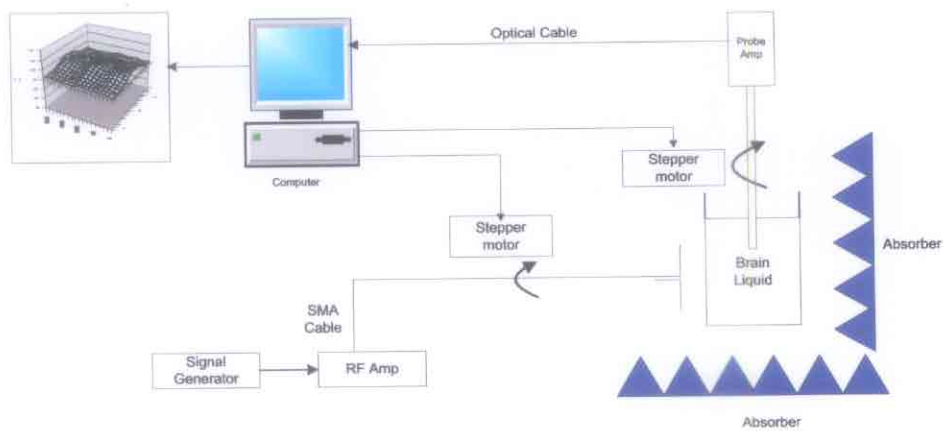 Optical Cable
Probe
Amp
Computer
Stepper
motor
Stepper
motor
Absorber
Brain
Liquid
SMA
Cable
Signal
Generator
RF Amp
Absorber